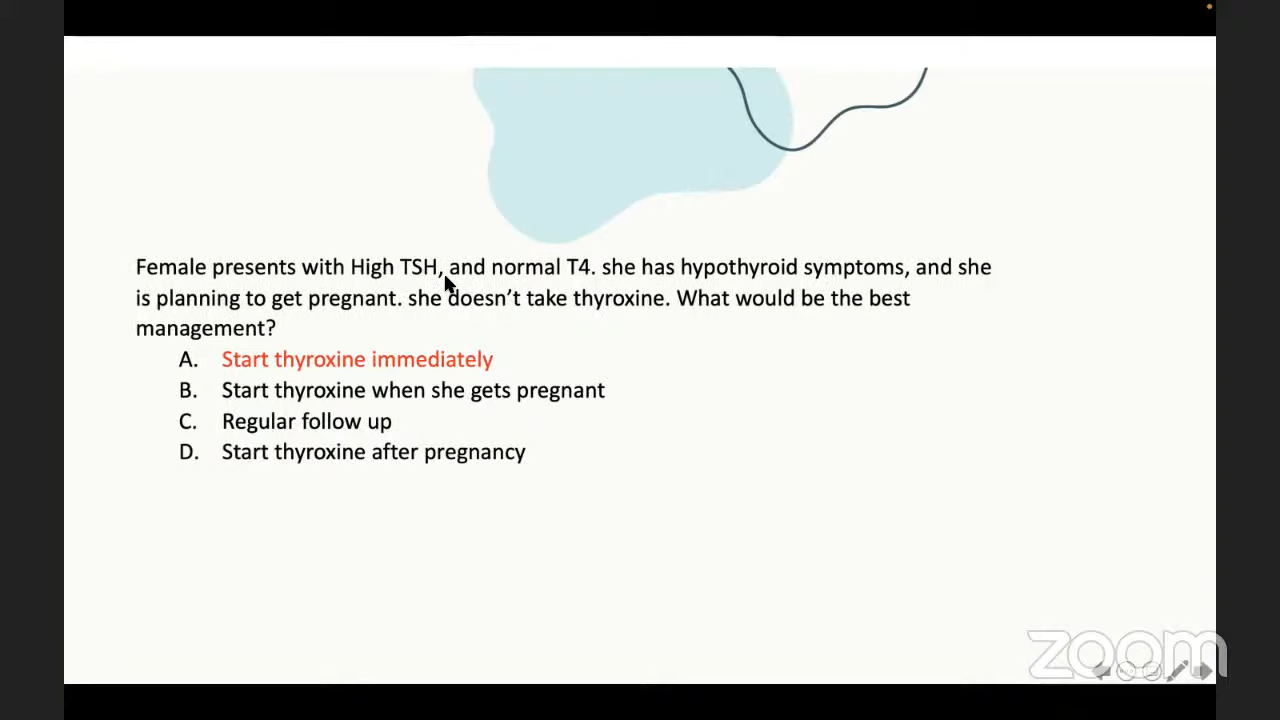 Female presents with High TSH, and normal T4. she has hypothyroid symptoms, and she
is planning to get pregnant. she doesn’t take thyroxine. What would be the best
management?
A. Start thyroxine immediately
B. Start thyroxine when she gets pregnant
C. Regular follow up
D. Start thyroxine after pregnancy
zoom